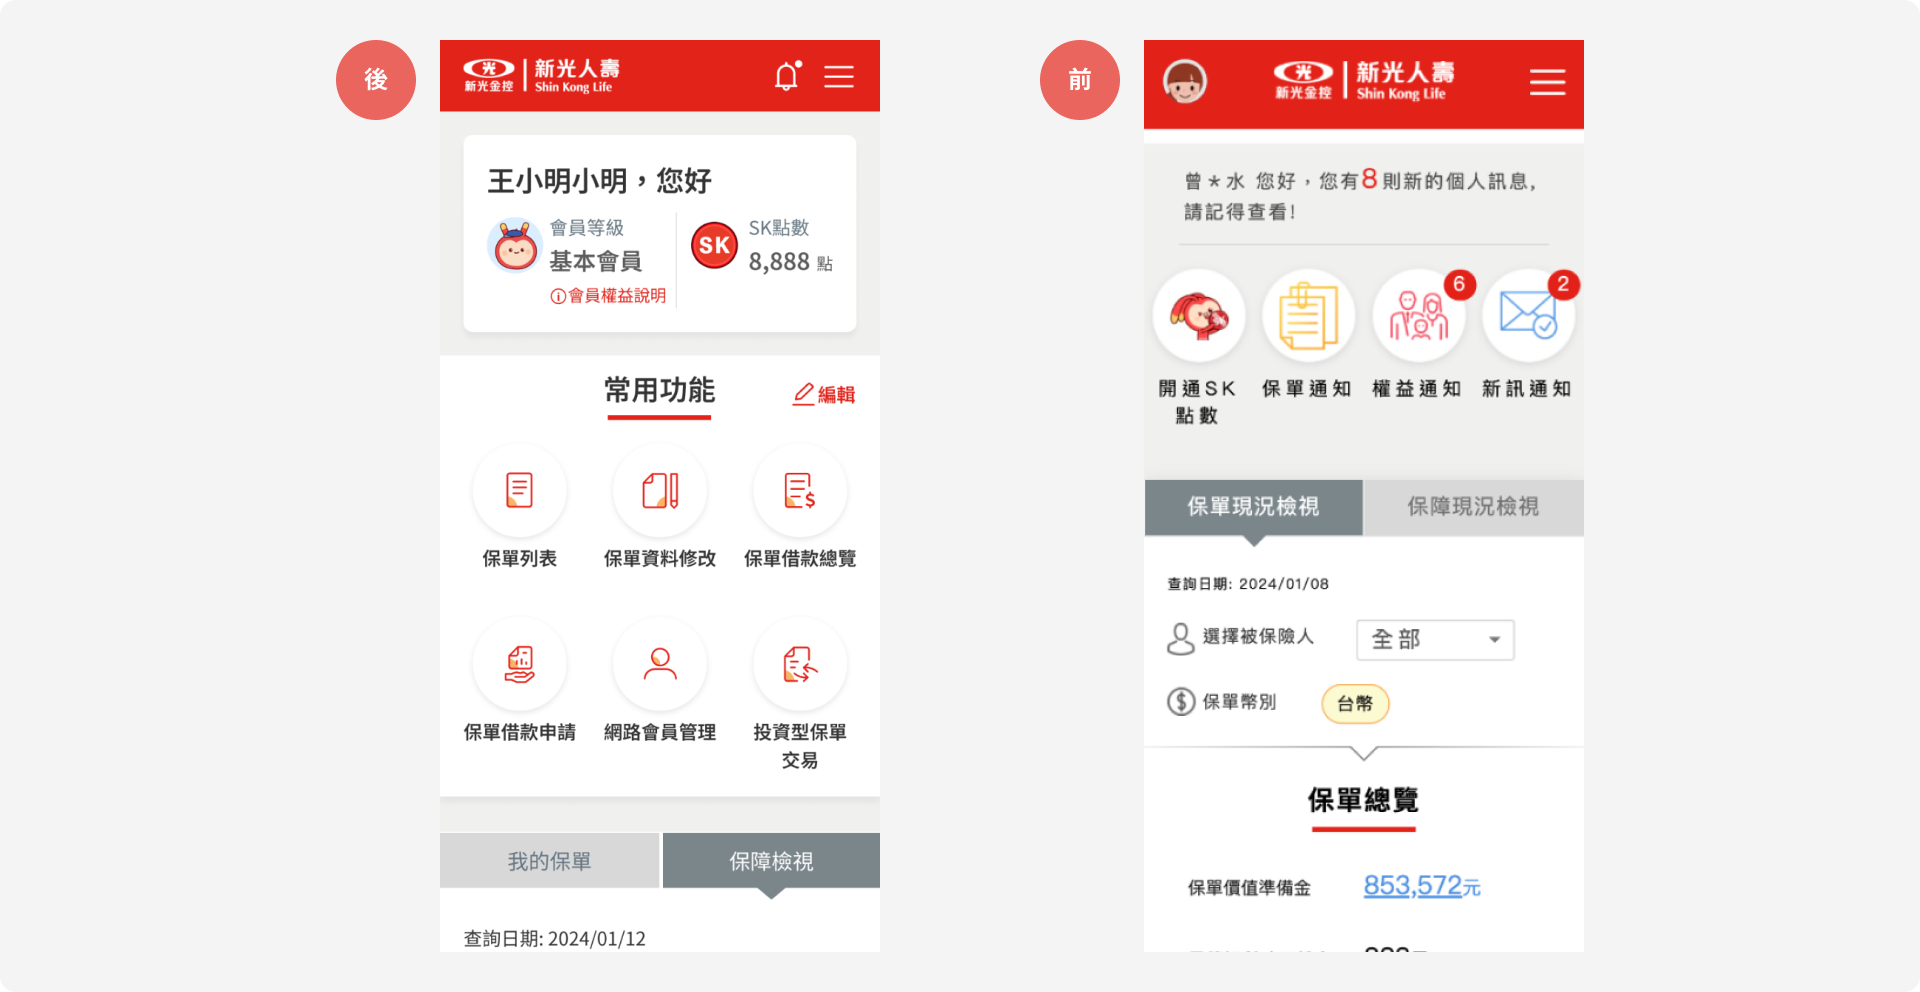 後
新光金控
新光人壽
Shin Kong Life
王小明小明，您好
會員等級
基本會員
會員權益說明
SK
SK點數
8,888 點
常用功能
編輯
保單列表
保單資料修改
保單借款總覽
保單借款申請
網路會員管理
投資型保單
交易
我的保單
保障檢視
查詢日期: 2024/01/12
前
新光金控
新光人壽
Shin Kong Life
曾＊水 您好，您有8則新的個人訊息,
請記得查看!
6
2
開通SK
點數
保單通知
權益通知
新訊通知
保單現況檢視
保障現況檢視
查詢日期: 2024/01/08
選擇被保險人
全部
保單幣別
台幣
保單總覽
保單價值準備金
853,572元